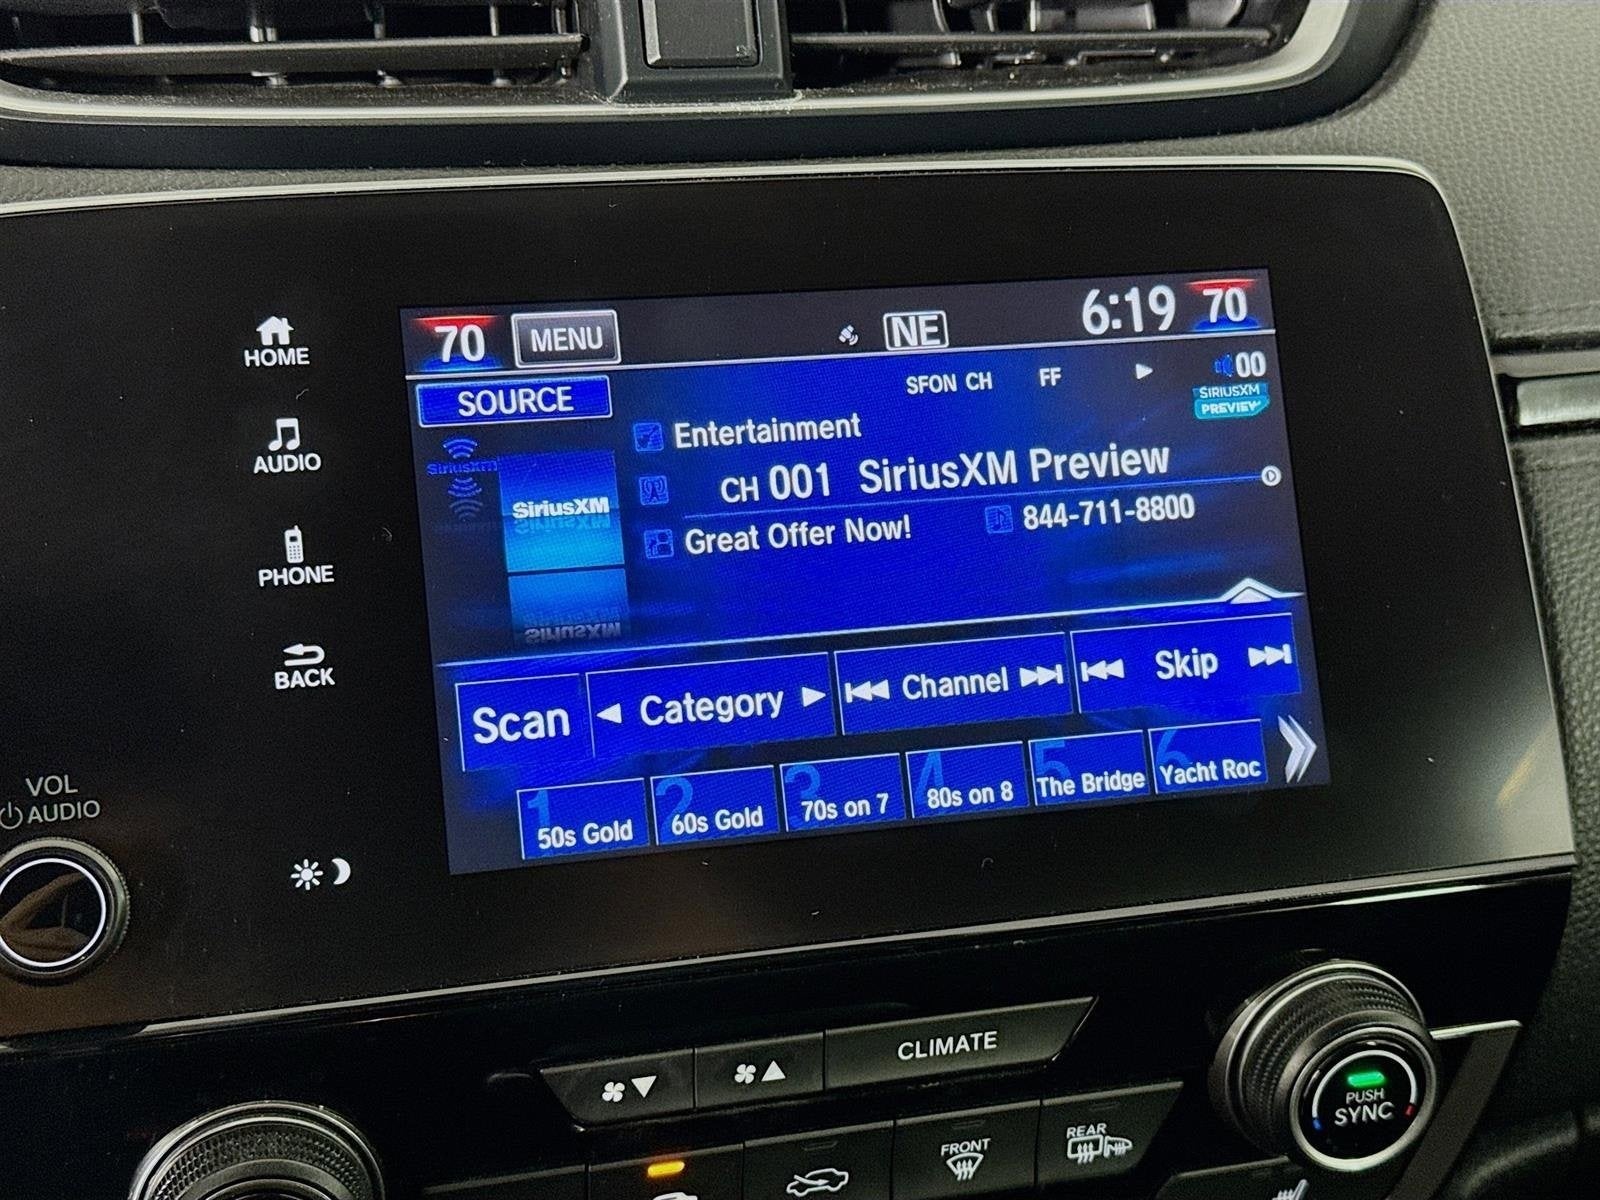 70 MENU NE 6:19 70
SOURCE
SFON CH FF 00
SIRIUSXM
PREVIEW
SiriusXM
SiriusXM
Entertainment
CH 001 SiriusXM Preview
Great Offer Now! 844-711-8800
Scan Category Channel Skip
1 50s Gold
2 60s Gold
3 70s on 7
4 80s on 8
5 The Bridge
6 Yacht Roc
HOME
AUDIO
PHONE
BACK
VOL
AUDIO
CLIMATE
FRONT
REAR
PUSH
SYNC